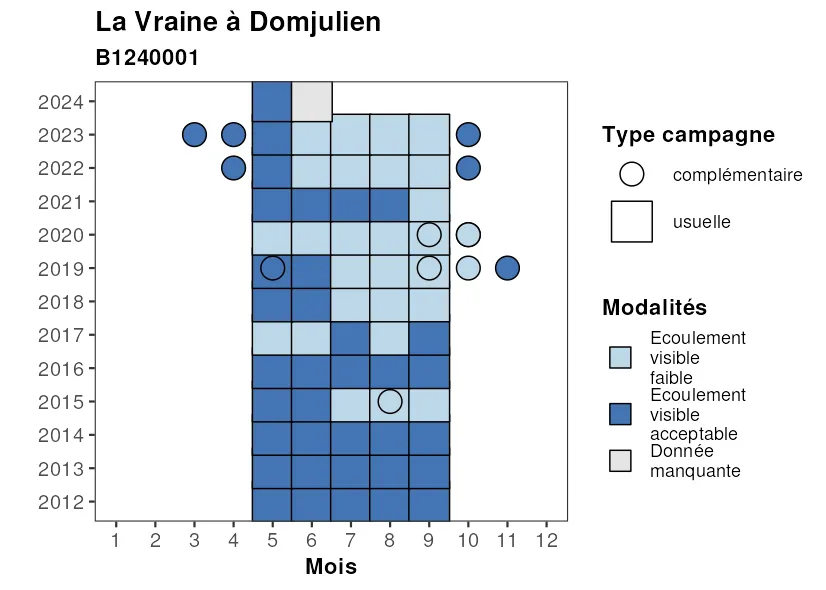 La Vraine à Domjulien
B1240001
2024
2023
2022
2021
2020
2019
2018
2017
2016
2015
2014
2013
2012
1 2 3 4 5 6 7 8 9 10 11 12
Mois
Type campagne
complémentaire
usuelle
Modalités
Ecoulement
visible
faible
Ecoulement
visible
acceptable
Donnée
manquante